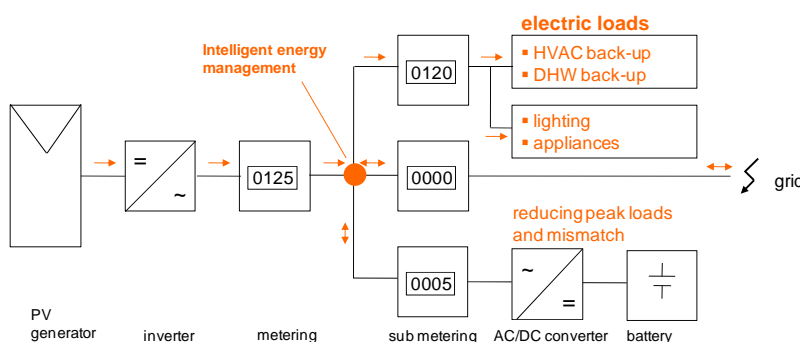 electric loads
▪ HVAC back-up
▪ DHW back-up
Intelligent energy
management
0120
▪ lighting
▪ appliances
=
~
0125
0000
grid
reducing peak loads
and mismatch
0005
~
=
PV
generator
inverter
metering
sub metering
AC/DC converter
battery